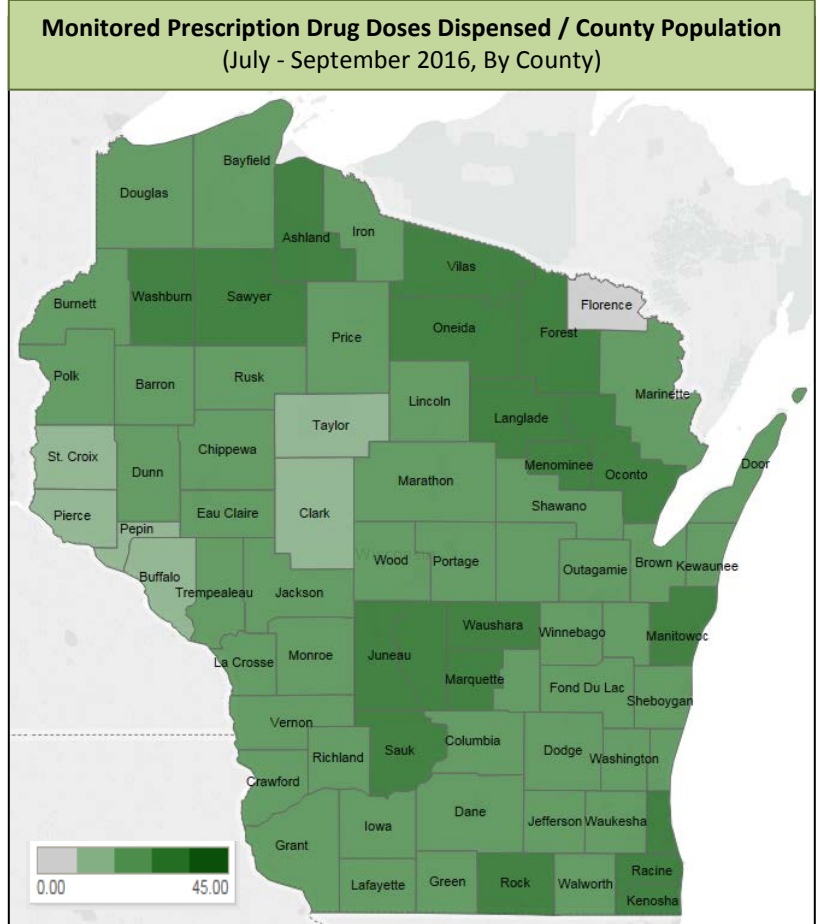 Monitored Prescription Drug Doses Dispensed / County Population
(July - September 2016, By County)
Bayfield
Douglas
Iron
Ashland
Vilas
Washburn
Sawyer
Burnett
Florence
Oneida
Forest
Price
Polk
Rusk
Barron
Marinette
Lincoln
Langlade
Taylor
Chippewa
St. Croix
Door
Menominee
Dunn
Oconto
Marathon
Shawano
Eau Claire
Clark
Pierce
Pepin
Wisconsin
Wood
Portage
Outagamie
Brown
Kewaunee
Buffalo
Trempealeau
Jackson
Waushara
Winnebago
Manitowoc
Juneau
Monroe
La Crosse
Marquette
Fond Du Lac
Sheboygan
Vernon
Columbia
Sauk
Dodge
Richland
Washington
Crawford
Dane
Iowa
Jefferson
Waukesha
Grant
Racine
Rock
Green
Walworth
Lafayette
Kenosha
0.00
45.00